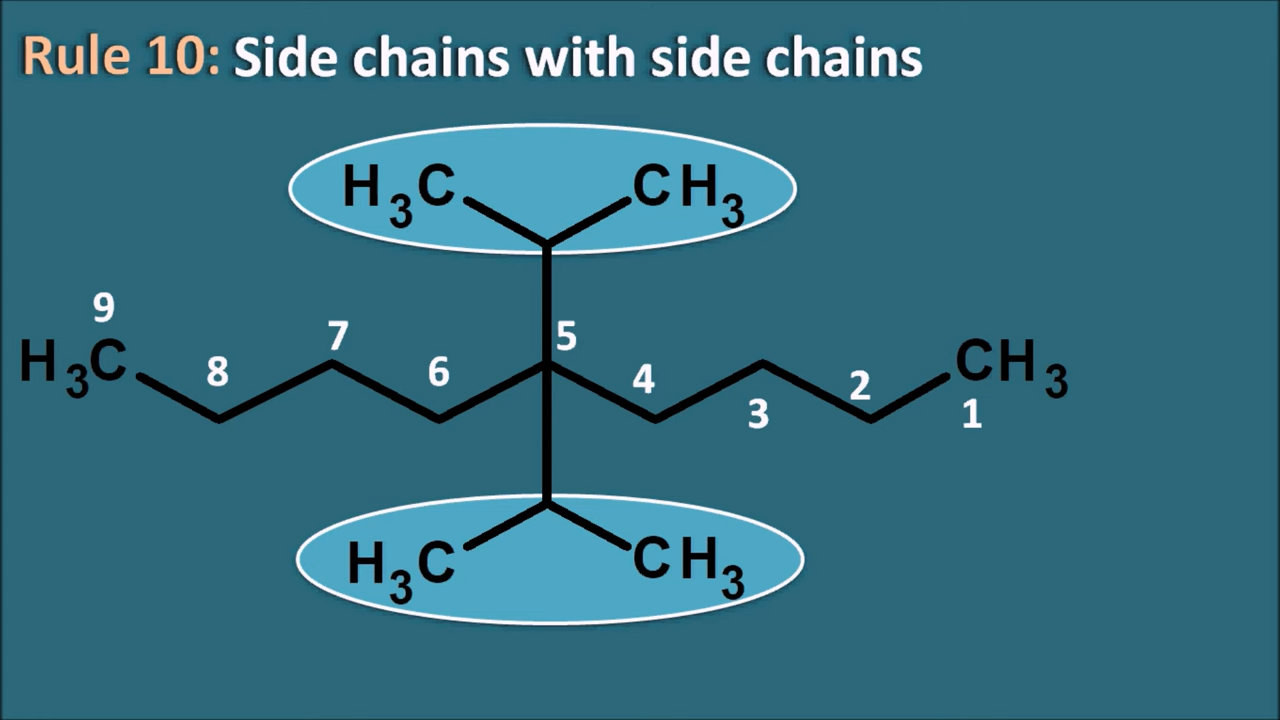 Rule 10: Side chains with side chains
H3C CH3
9 7 5
H3C 8 6 4 2 CH3
3 1
H3C CH3